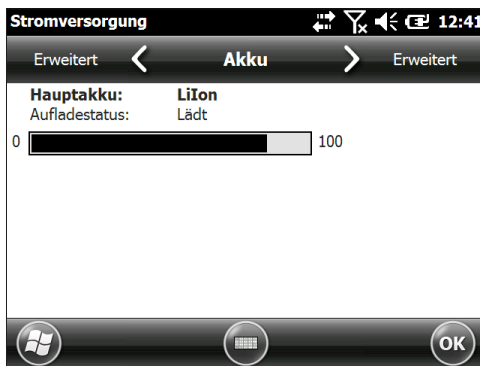 Stromversorgung 12:41
Erweitert Akku Erweitert
Hauptakku: LiIon
Aufladestatus: Lädt
0 100
OK